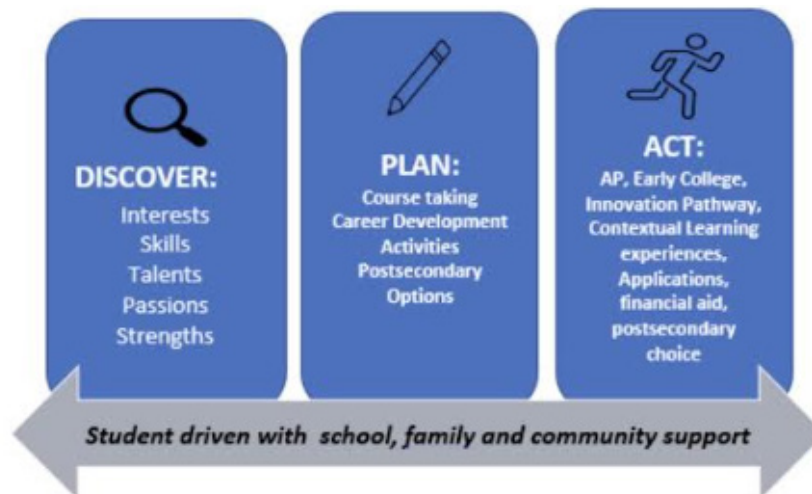 DISCOVER:
Interests
Skills
Talents
Passions
Strengths
PLAN:
Course taking
Career Development
Activities
Postsecondary
Options
ACT:
AP, Early College,
Innovation Pathway,
Contextual Learning
experiences,
Applications,
financial aid,
postsecondary
choice
Student driven with school, family and community support